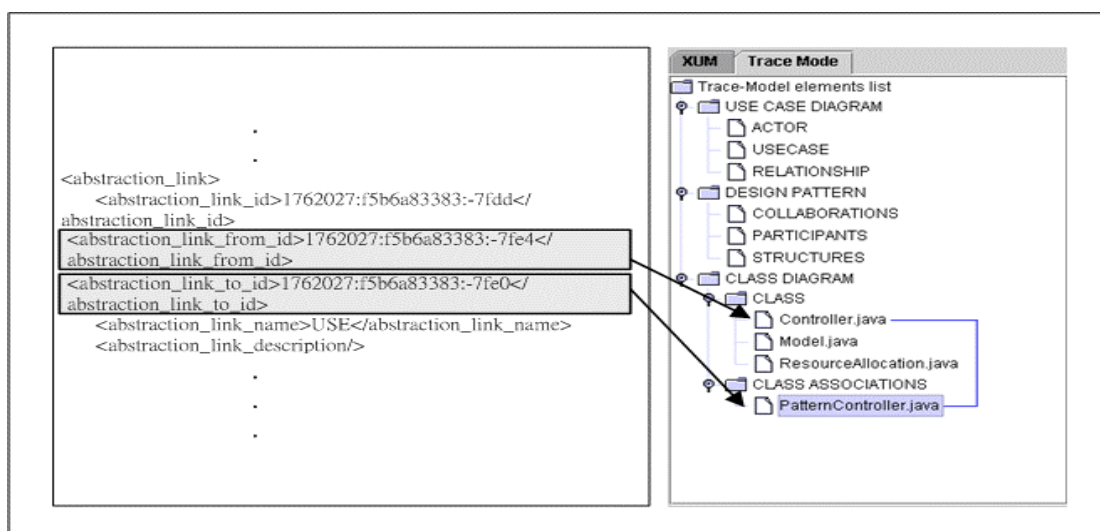 .
.
<abstraction_link>
<abstraction_link_id>1762027:f5b6a83383:-7fdd</
abstraction_link_id>
<abstraction_link_from_id>1762027:f5b6a83383:-7fe4</
abstraction_link_from_id>
<abstraction_link_to_id>1762027:f5b6a83383:-7fe0</
abstraction_link_to_id>
<abstraction_link_name>USE</abstraction_link_name>
<abstraction_link_description/>
.
.
.
XUM Trace Mode
Trace-Model elements list
USE CASE DIAGRAM
ACTOR
USECASE
RELATIONSHIP
DESIGN PATTERN
COLLABORATIONS
PARTICIPANTS
STRUCTURES
CLASS DIAGRAM
CLASS
Controller.java
Model.java
ResourceAllocation.java
CLASS ASSOCIATIONS
PatternController.java